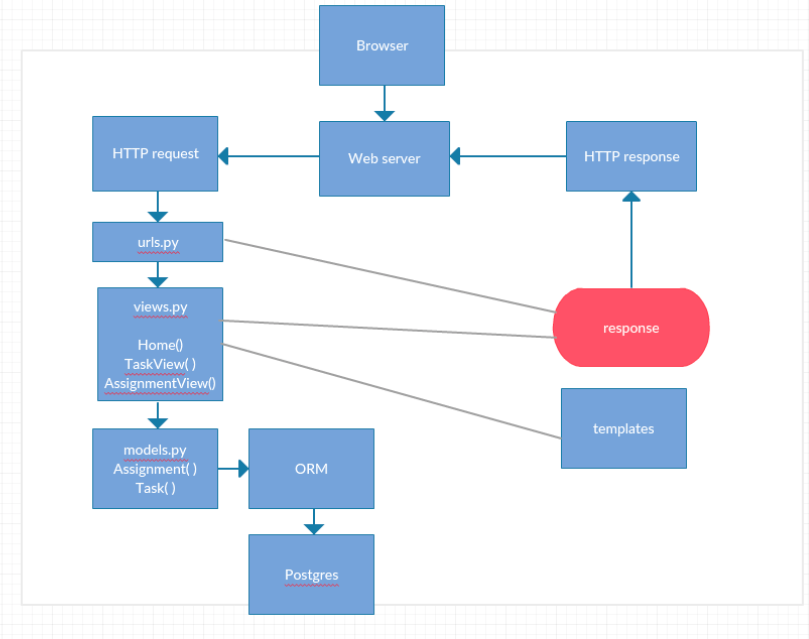 Browser
HTTP request
Web server
HTTP response
urls.py
views.py
Home()
TaskView( )
AssignmentView()
response
models.py
Assignment( )
Task( )
ORM
templates
Postgres